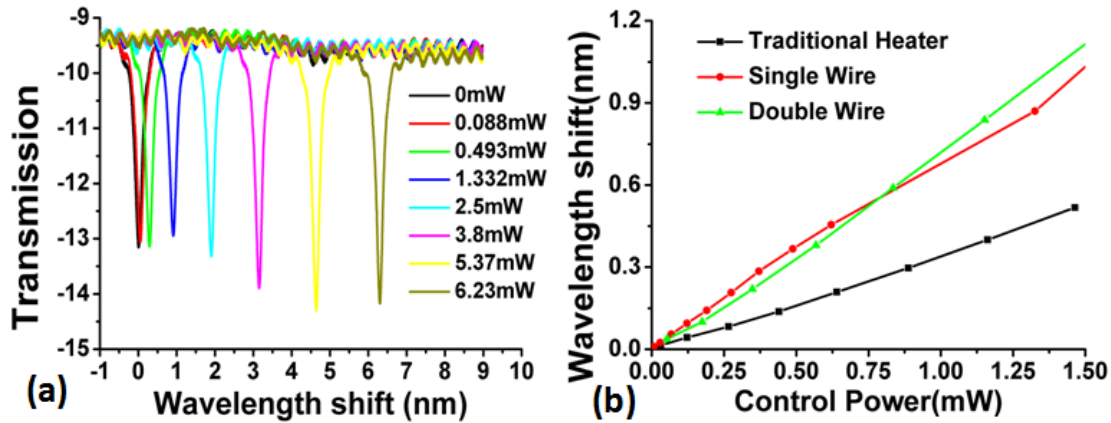 -9
-10
-11
-12
-13
-14
-15
Transmission
0mW
0.088mW
0.493mW
1.332mW
2.5mW
3.8mW
5.37mW
6.23mW
-1 0 1 2 3 4 5 6 7 8 9 10
Wavelength shift (nm)
(a)
1.2
0.9
0.6
0.3
0.0
Wavelength shift(nm)
Traditional Heater
Single Wire
Double Wire
0.00 0.25 0.50 0.75 1.00 1.25 1.50
Control Power(mW)
(b)